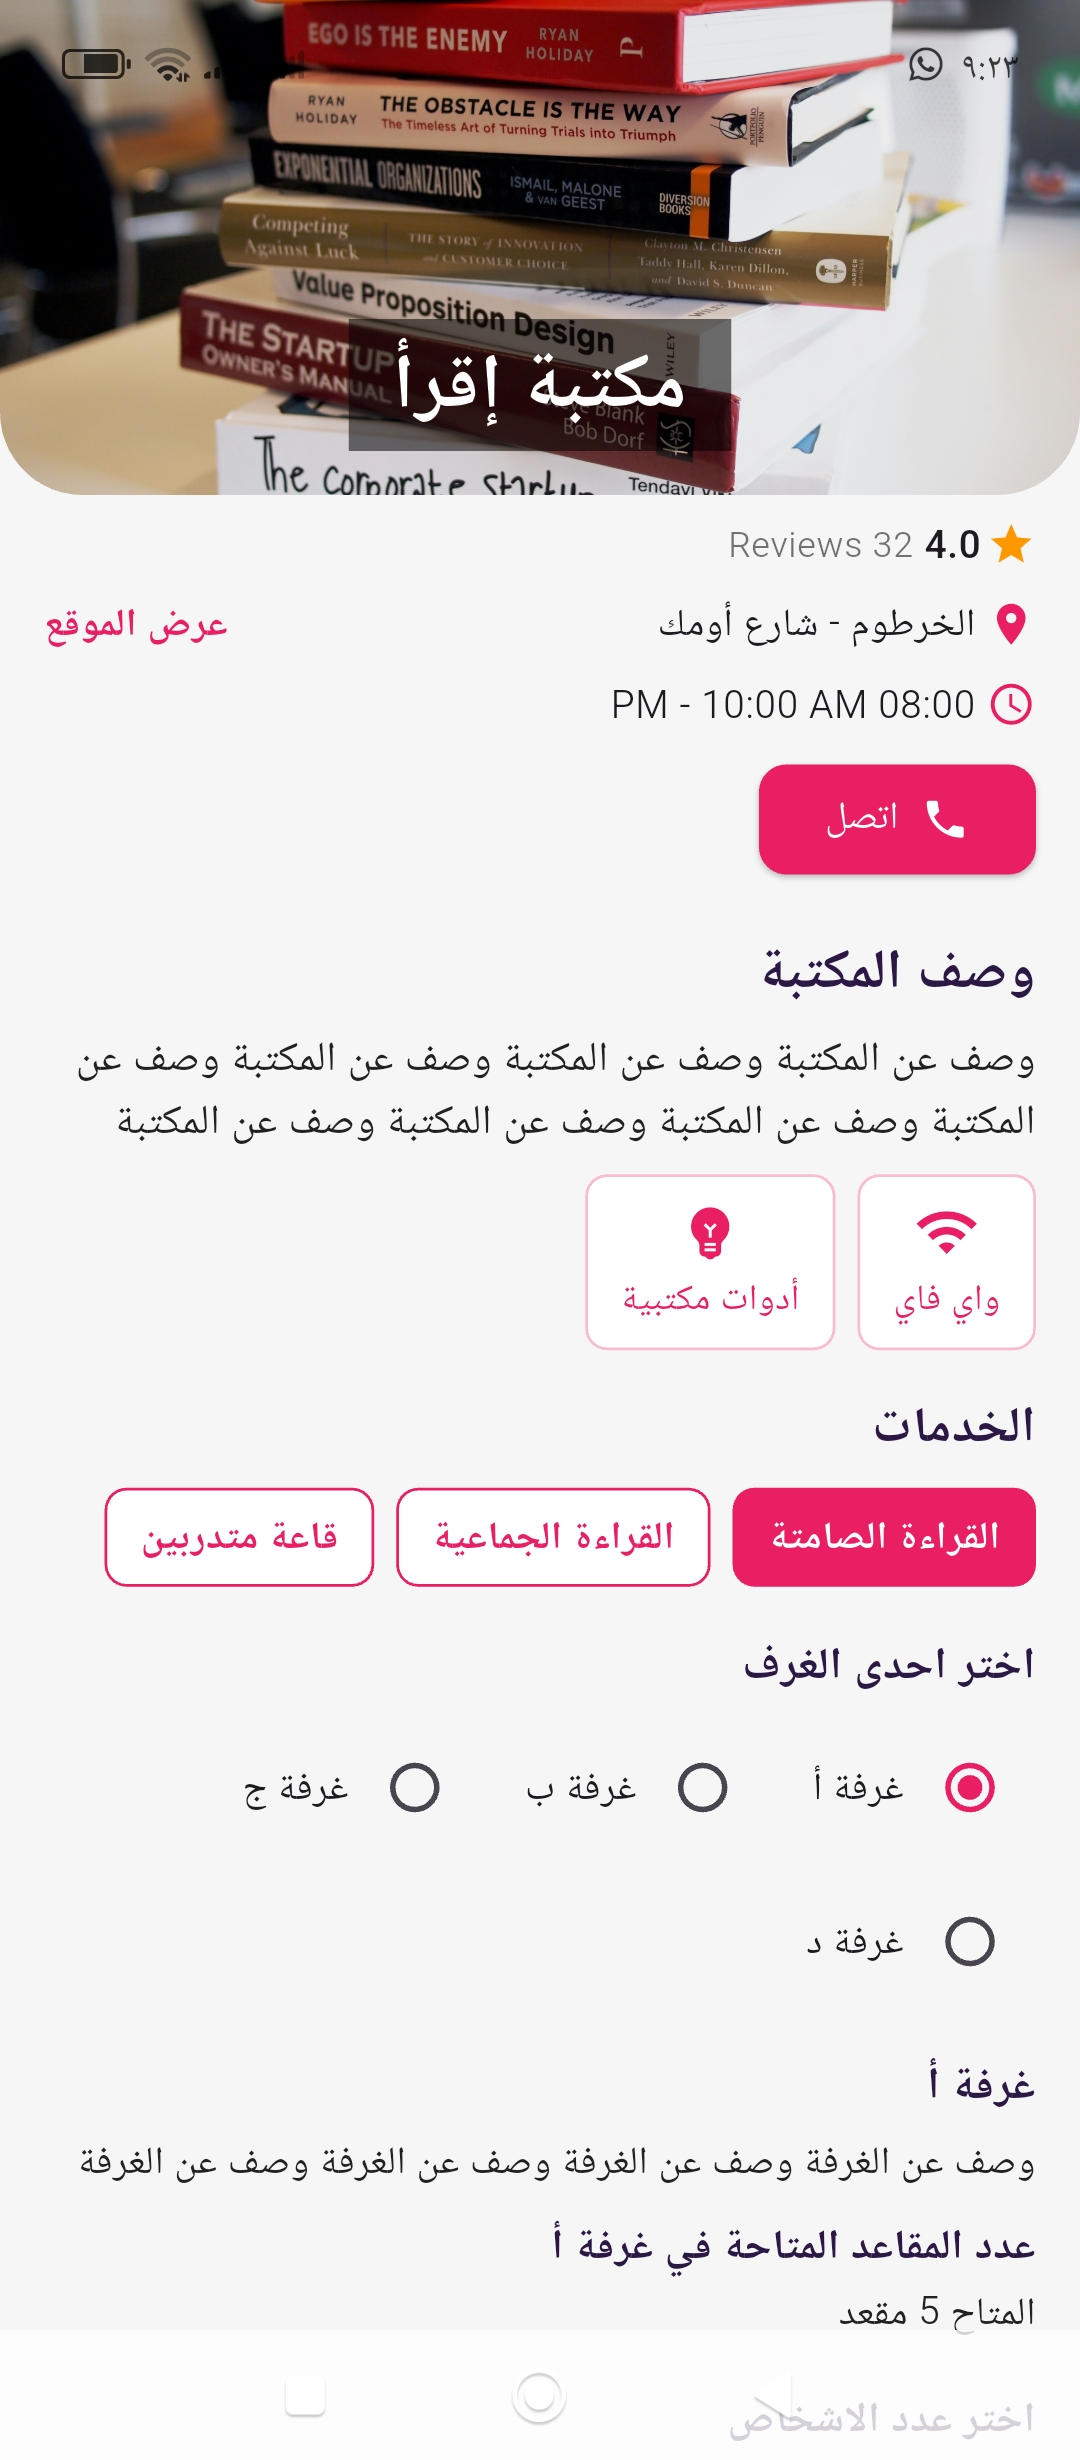 ٩:٢٣
EGO IS THE ENEMY RYAN HOLIDAY
RYAN HOLIDAY THE OBSTACLE IS THE WAY
The Timeless Art of Turning Trials into Triumph
PORTFOLIO PENGUIN
EXPONENTIAL ORGANIZATIONS ISMAIL, MALONE & VAN GEEST DIVERSION BOOKS
Competing Against Luck THE STORY of INNOVATION and CUSTOMER CHOICE Clayton M. Christensen Taddy Hall, Karen Dillon, and David S. Duncan HARPER BUSINESS
Value Proposition Design WILEY
THE STARTUP OWNER'S MANUAL
Blank
Bob Dorf
The corporate startup Tendayi
مكتبة إقرأ
4.0 32 Reviews
الخرطوم - شارع أومك
عرض الموقع
08:00 PM - 10:00 AM
اتصل
وصف المكتبة
وصف عن المكتبة وصف عن المكتبة وصف عن المكتبة وصف عن
المكتبة وصف عن المكتبة وصف عن المكتبة وصف عن المكتبة
واي فاي
أدوات مكتبية
الخدمات
القراءة الصامتة
القراءة الجماعية
قاعة متدربين
اختر احدى الغرف
غرفة أ
غرفة ب
غرفة ج
غرفة د
غرفة أ
وصف عن الغرفة وصف عن الغرفة وصف عن الغرفة وصف عن الغرفة
عدد المقاعد المتاحة في غرفة أ
المتاح 5 مقعد
اختر عدد الاشخاص